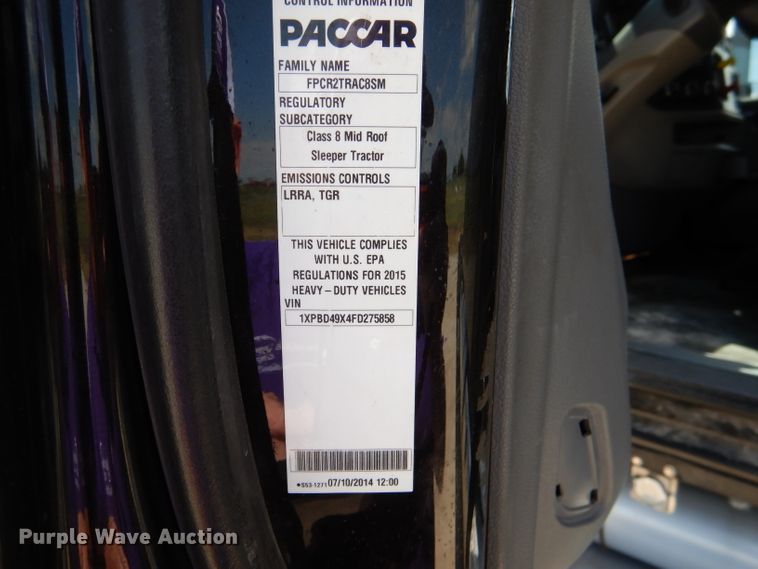 CONTROL INFORMATION
PACCAR
FAMILY NAME
FPCR2TRAC8SM
REGULATORY
SUBCATEGORY
Class 8 Mid Roof
Sleeper Tractor
EMISSIONS CONTROLS
LRRA, TGR
THIS VEHICLE COMPLIES
WITH U.S. EPA
REGULATIONS FOR 2015
HEAVY – DUTY VEHICLES
VIN
1XPBD49X4FD275858
*S53-1271 07/10/2014 12:00
Purple Wave Auction